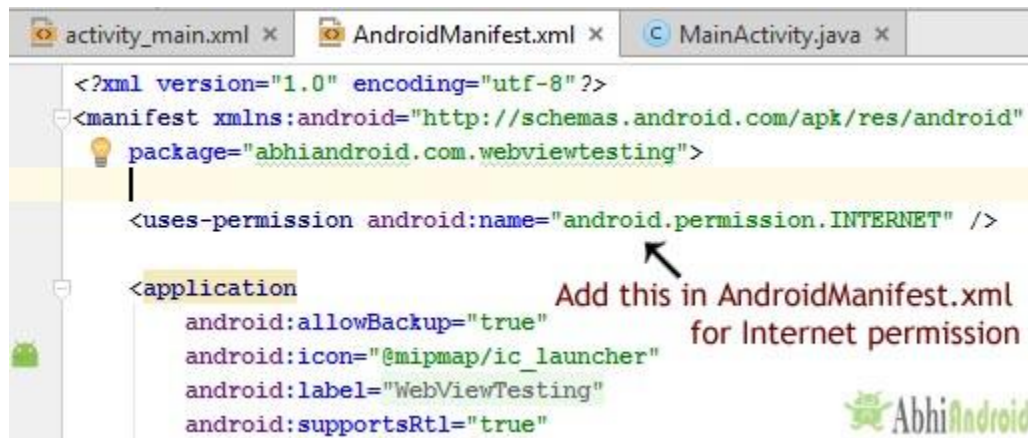 activity_main.xml × AndroidManifest.xml × C MainActivity.java ×
<?xml version="1.0" encoding="utf-8"?>
<manifest xmlns:android="http://schemas.android.com/apk/res/android"
package="abhiandroid.com.webviewtesting">
<uses-permission android:name="android.permission.INTERNET" />
<application
Add this in AndroidManifest.xml
android:allowBackup="true"
for Internet permission
android:icon="@mipmap/ic_launcher"
android:label="WebViewTesting"
android:supportsRtl="true"
AbhiAndroid